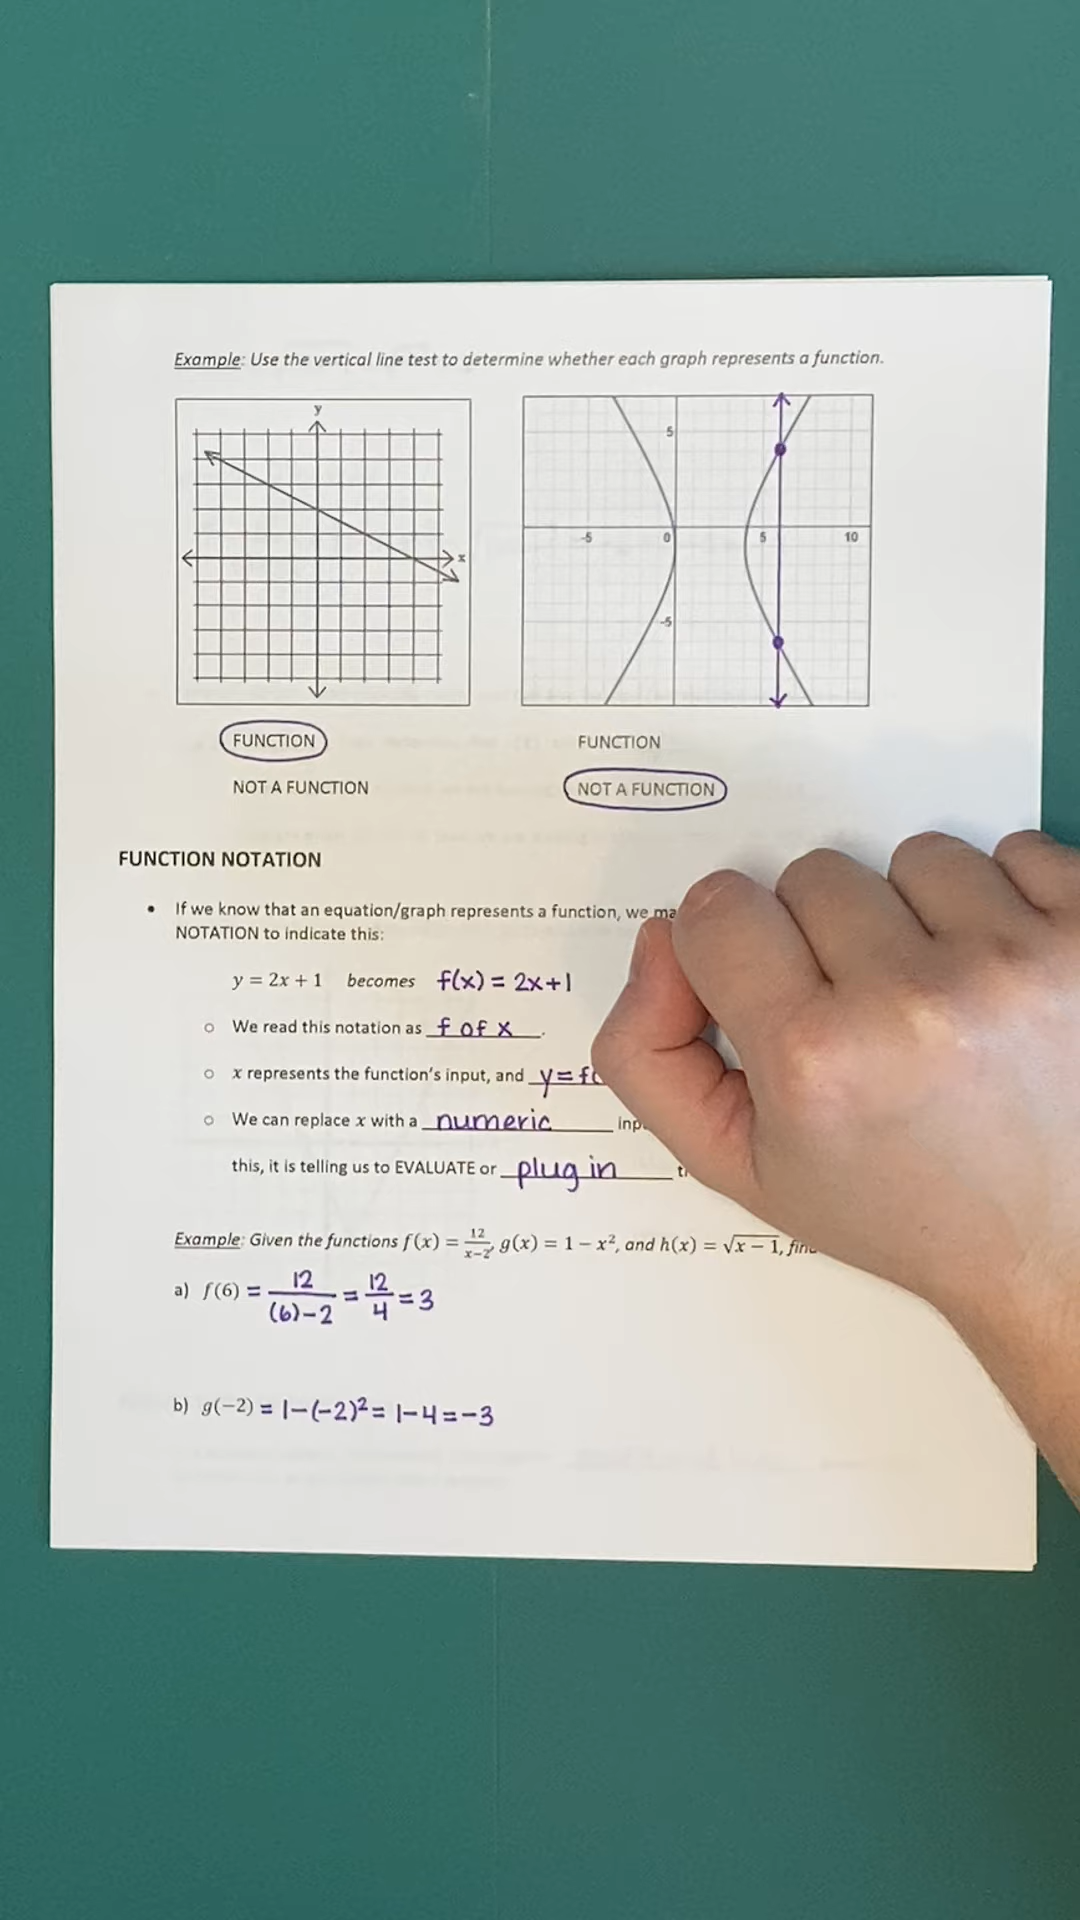 Example: Use the vertical line test to determine whether each graph represents a function.
y
x
5
-5 0 5 10
-5
FUNCTION
NOT A FUNCTION
FUNCTION
NOT A FUNCTION
FUNCTION NOTATION
• If we know that an equation/graph represents a function, we
NOTATION to indicate this:
y = 2x + 1 becomes f(x) = 2x+1
○ We read this notation as f of x.
○ x represents the function's input, and y=f(
○ We can replace x with a numeric
this, it is telling us to EVALUATE or plug in
Example: Given the functions f(x) = 12/(x−2), g(x) = 1 − x², and h(x) = √(x − 1),
a) f(6) = 12/((6)−2) = 12/4 = 3
b) g(−2) = 1−(−2)² = 1−4 = −3